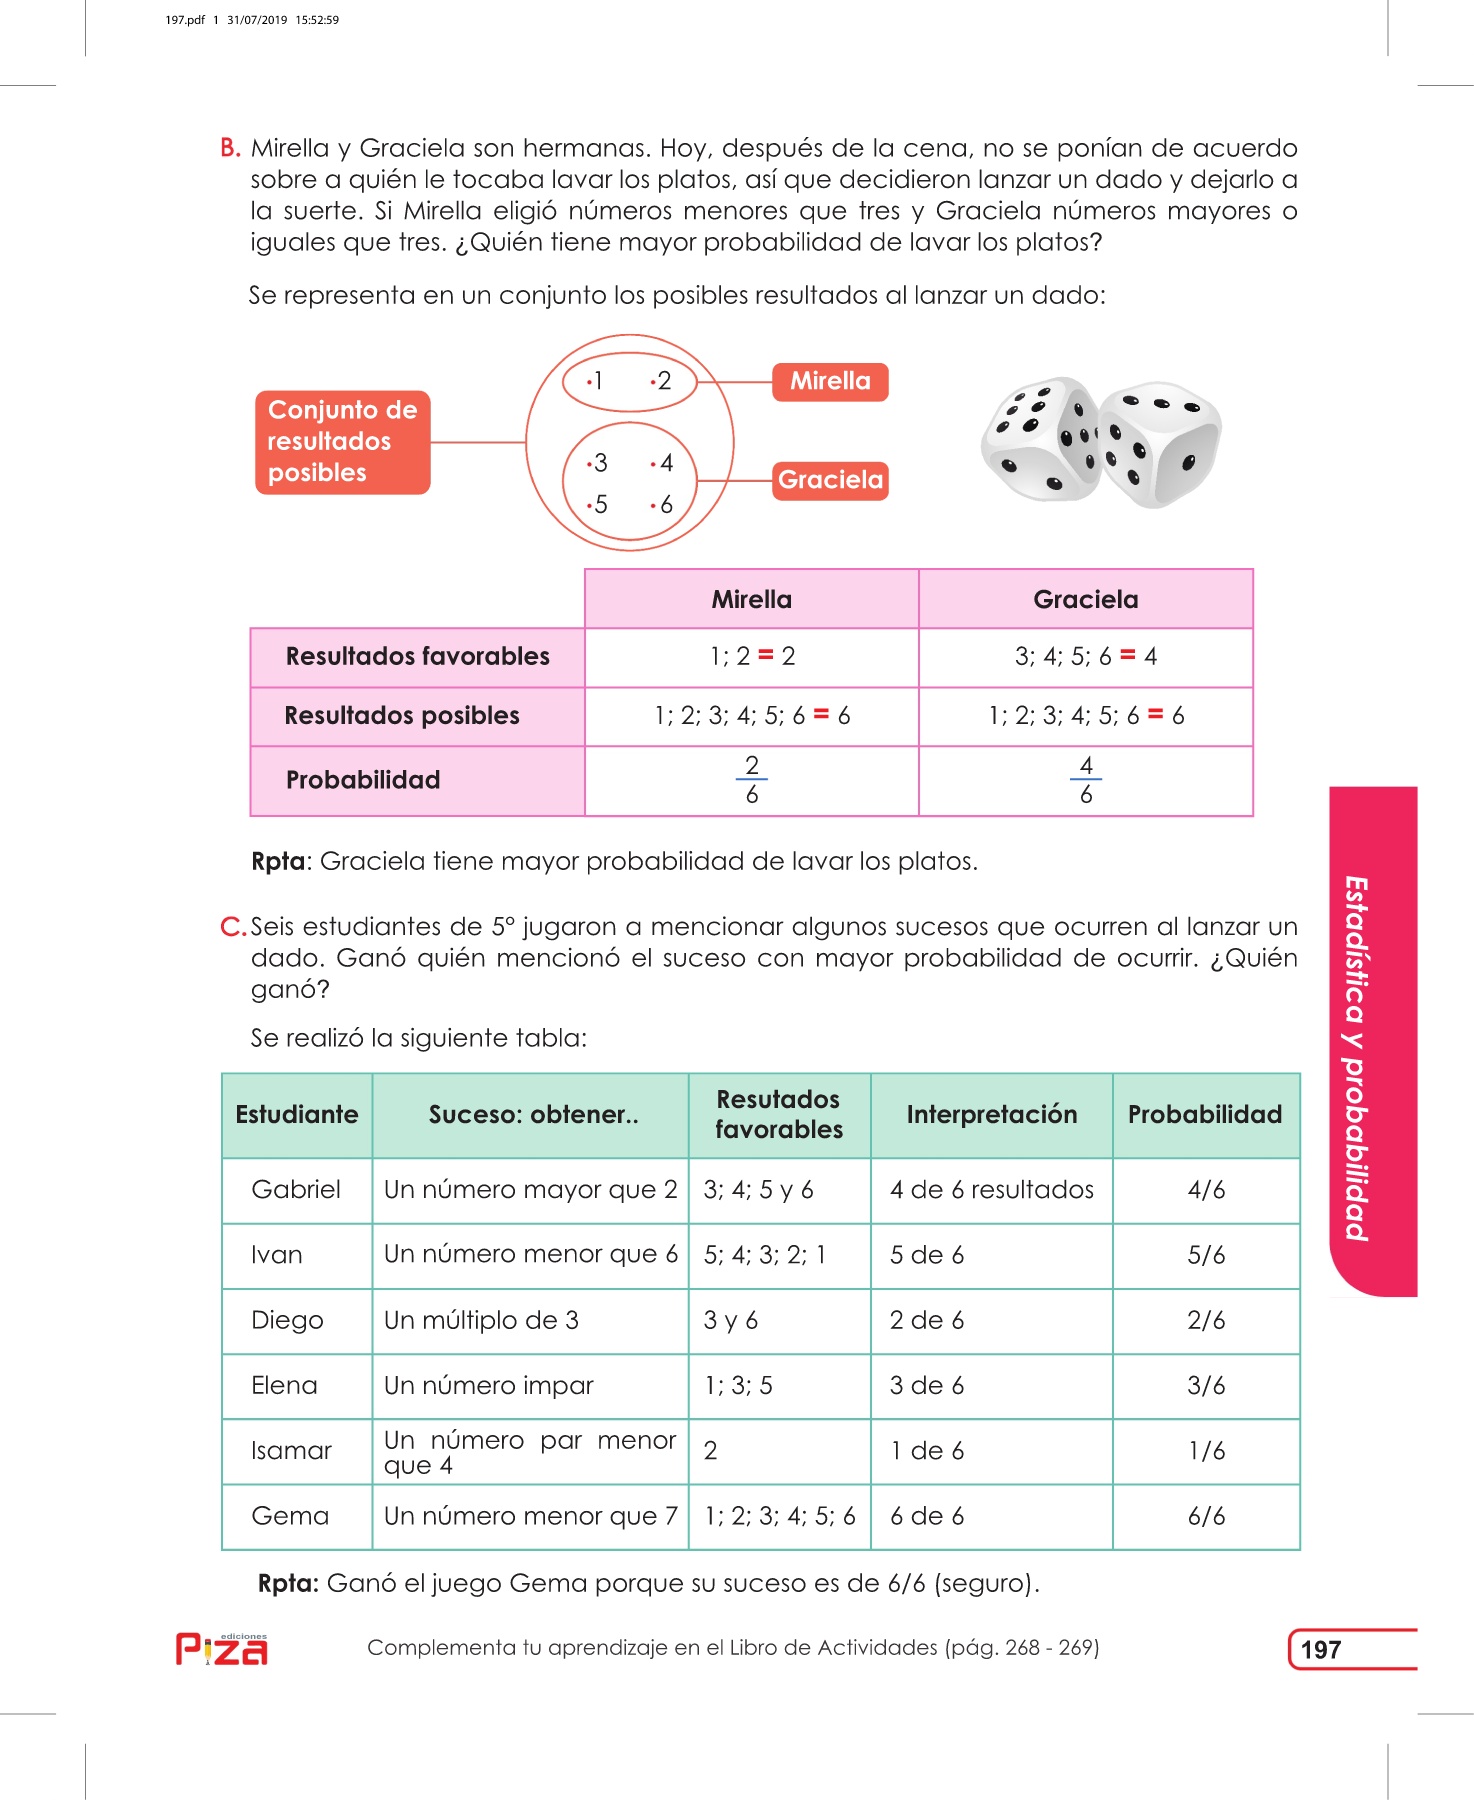 197.pdf 1 31/07/2019 15:52:59
B. Mirella y Graciela son hermanas. Hoy, después de la cena, no se ponían de acuerdo
sobre a quién le tocaba lavar los platos, así que decidieron lanzar un dado y dejarlo a
la suerte. Si Mirella eligió números menores que tres y Graciela números mayores o
iguales que tres. ¿Quién tiene mayor probabilidad de lavar los platos?
Se representa en un conjunto los posibles resultados al lanzar un dado:
Conjunto de
resultados
posibles
·1 ·2
·3 ·4
·5 ·6
Mirella
Graciela
Mirella Graciela
Resultados favorables 1; 2 = 2 3; 4; 5; 6 = 4
Resultados posibles 1; 2; 3; 4; 5; 6 = 6 1; 2; 3; 4; 5; 6 = 6
Probabilidad 2/6 4/6
Rpta: Graciela tiene mayor probabilidad de lavar los platos.
C. Seis estudiantes de 5° jugaron a mencionar algunos sucesos que ocurren al lanzar un
dado. Ganó quién mencionó el suceso con mayor probabilidad de ocurrir. ¿Quién
ganó?
Se realizó la siguiente tabla:
Estudiante Suceso: obtener.. Resutados favorables Interpretación Probabilidad
Gabriel Un número mayor que 2 3; 4; 5 y 6 4 de 6 resultados 4/6
Ivan Un número menor que 6 5; 4; 3; 2; 1 5 de 6 5/6
Diego Un múltiplo de 3 3 y 6 2 de 6 2/6
Elena Un número impar 1; 3; 5 3 de 6 3/6
Isamar Un número par menor que 4 2 1 de 6 1/6
Gema Un número menor que 7 1; 2; 3; 4; 5; 6 6 de 6 6/6
Rpta: Ganó el juego Gema porque su suceso es de 6/6 (seguro).
Estadística y probabilidad
ediciones
Piza
Complementa tu aprendizaje en el Libro de Actividades (pág. 268 - 269)
197